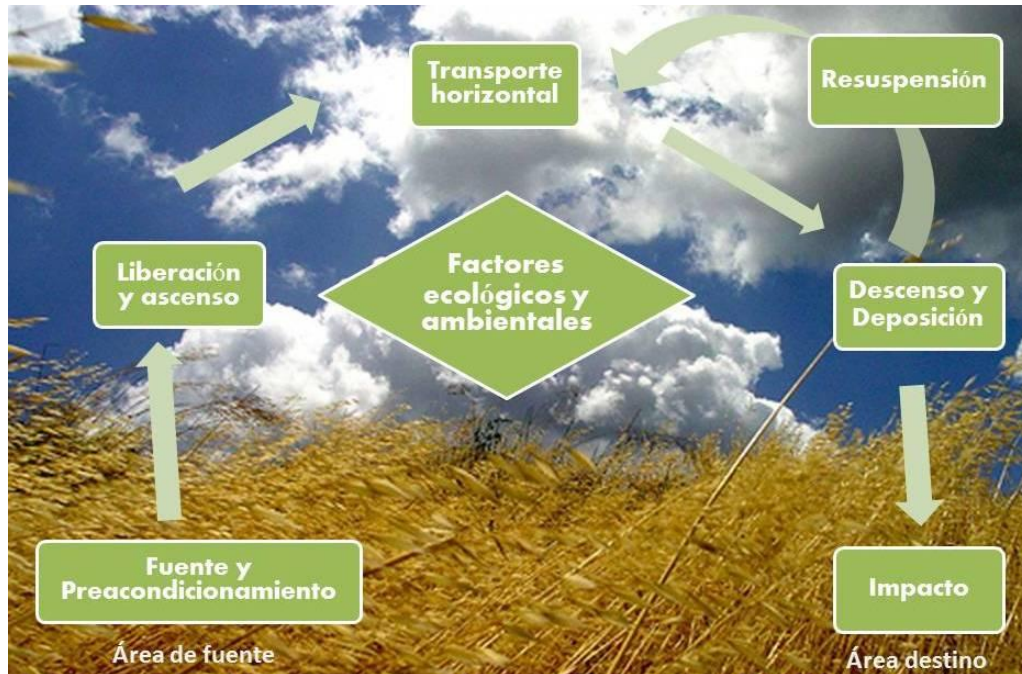 Transporte
horizontal
Resuspensión
Liberación
y ascenso
Factores
ecológicos y
ambientales
Descenso y
Deposición
Fuente y
Preacondicionamiento
Impacto
Área de fuente
Área destino